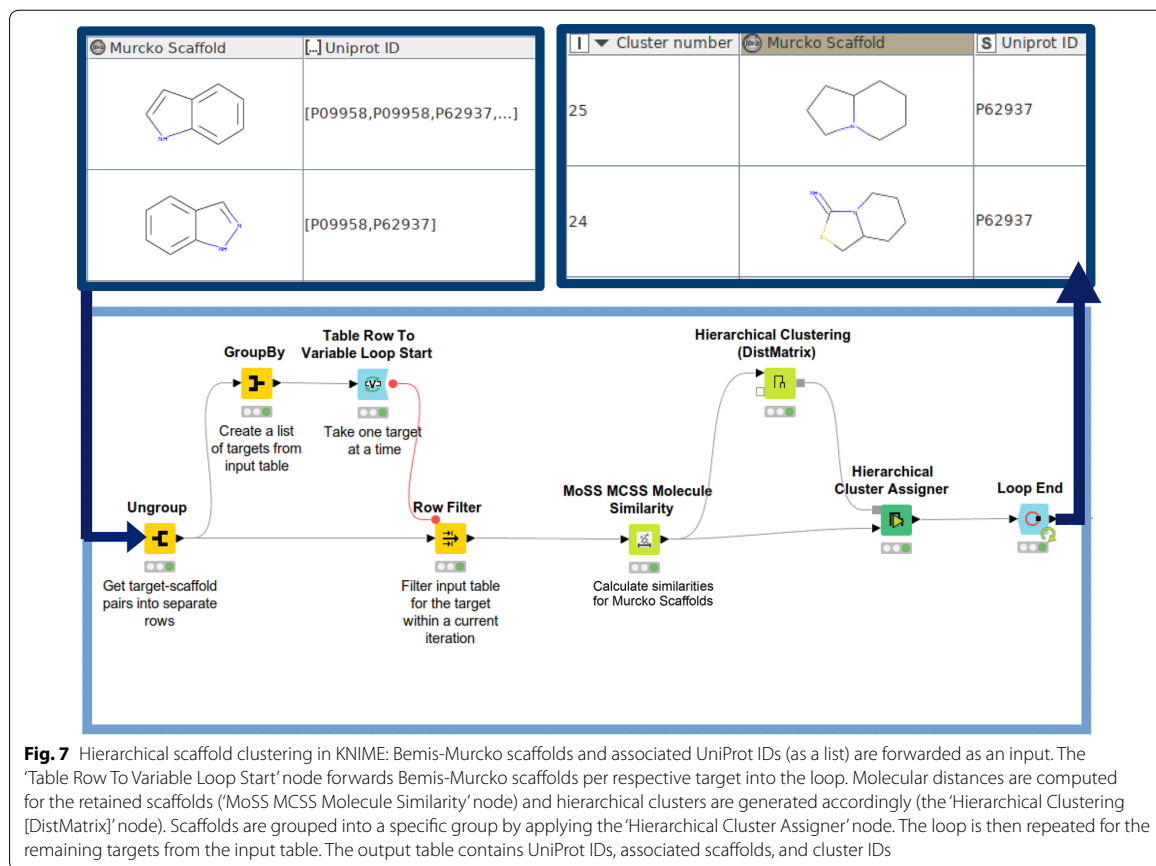 Murcko Scaffold [...] Uniprot ID
NH
[P09958,P09958,P62937,...]
N
NH
[P09958,P62937]
I ▼ Cluster number Murcko Scaffold S Uniprot ID
25 N P62937
NH
N
S
24 P62937
Table Row To
Variable Loop Start
GroupBy
Create a list
of targets from
input table
Take one target
at a time
Hierarchical Clustering
(DistMatrix)
Ungroup
Get target-scaffold
pairs into separate
rows
Row Filter
Filter input table
for the target
within a current
iteration
MoSS MCSS Molecule
Similarity
Calculate similarities
for Murcko Scaffolds
Hierarchical
Cluster Assigner
Loop End
Fig. 7 Hierarchical scaffold clustering in KNIME: Bemis-Murcko scaffolds and associated UniProt IDs (as a list) are forwarded as an input. The
‘Table Row To Variable Loop Start’ node forwards Bemis-Murcko scaffolds per respective target into the loop. Molecular distances are computed
for the retained scaffolds (‘MoSS MCSS Molecule Similarity’ node) and hierarchical clusters are generated accordingly (the ‘Hierarchical Clustering
[DistMatrix]’ node). Scaffolds are grouped into a specific group by applying the ‘Hierarchical Cluster Assigner’ node. The loop is then repeated for the
remaining targets from the input table. The output table contains UniProt IDs, associated scaffolds, and cluster IDs